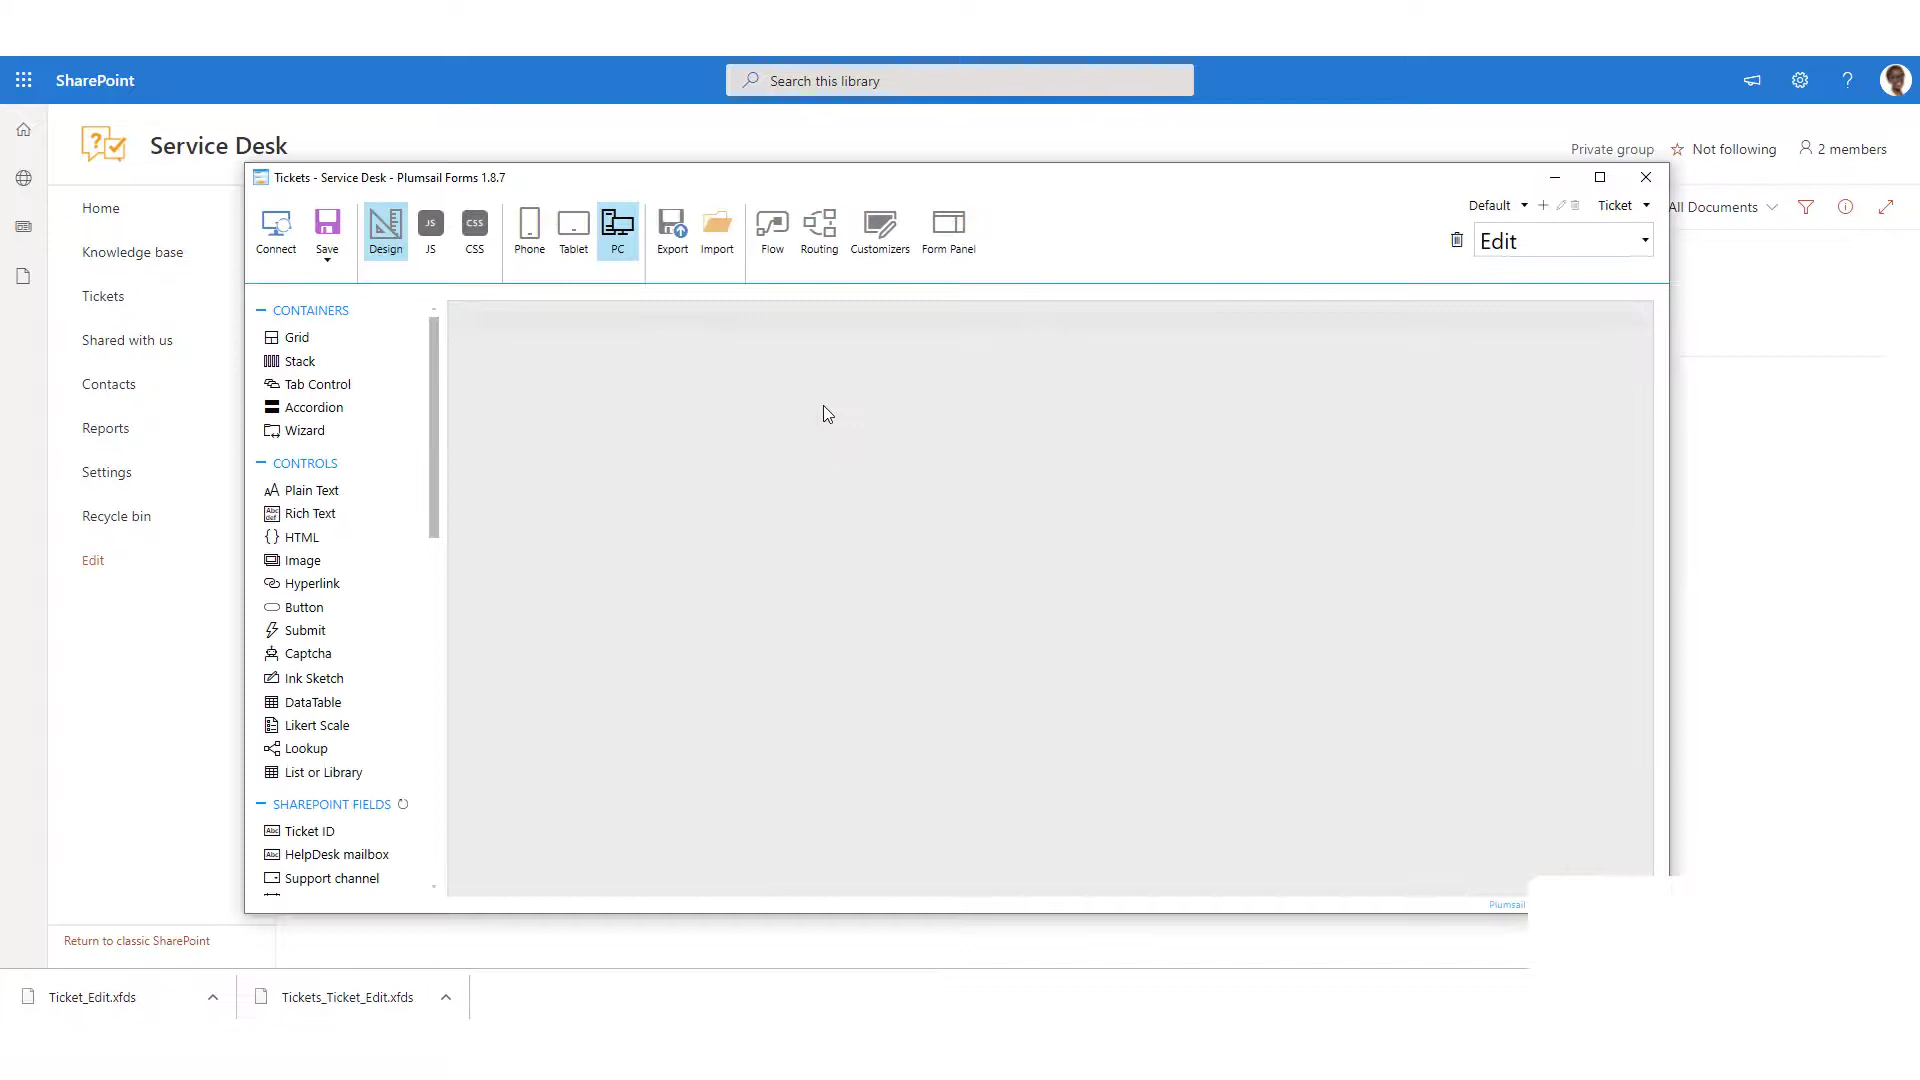 SharePoint
Search this library
Service Desk
Private group
Not following
2 members
Home
Knowledge base
Tickets
Shared with us
Contacts
Reports
Settings
Recycle bin
Edit
Return to classic SharePoint
All Documents
Tickets - Service Desk - Plumsail Forms 1.8.7
Connect
Save
Design
JS
JS
CSS
CSS
Phone
Tablet
PC
Export
Import
Flow
Routing
Customizers
Form Panel
Default
Ticket
Edit
CONTAINERS
Grid
Stack
Tab Control
Accordion
Wizard
CONTROLS
Plain Text
Rich Text
HTML
Image
Hyperlink
Button
Submit
Captcha
Ink Sketch
DataTable
Likert Scale
Lookup
List or Library
SHAREPOINT FIELDS
Abc Ticket ID
Abc HelpDesk mailbox
Support channel
Plumsail
Ticket_Edit.xfds
Tickets_Ticket_Edit.xfds